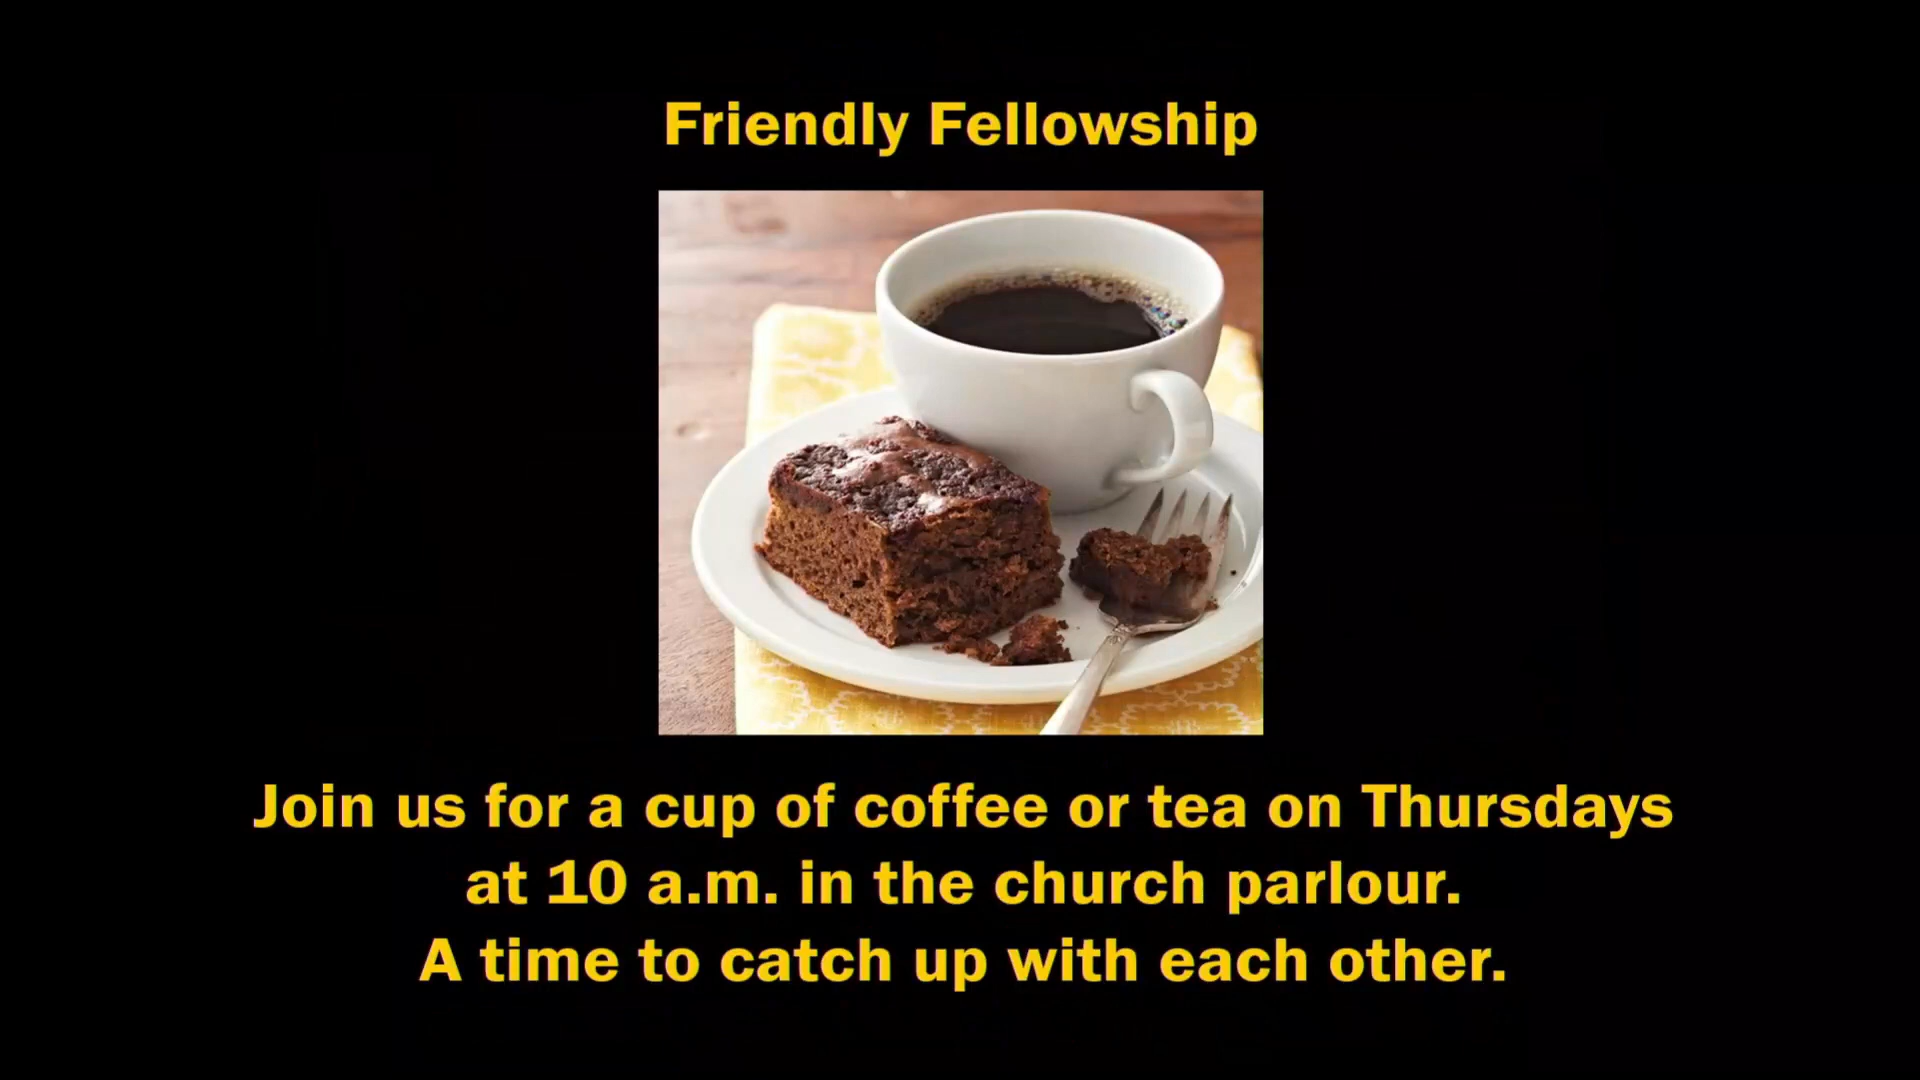 Friendly Fellowship
Join us for a cup of coffee or tea on Thursdays
at 10 a.m. in the church parlour.
A time to catch up with each other.